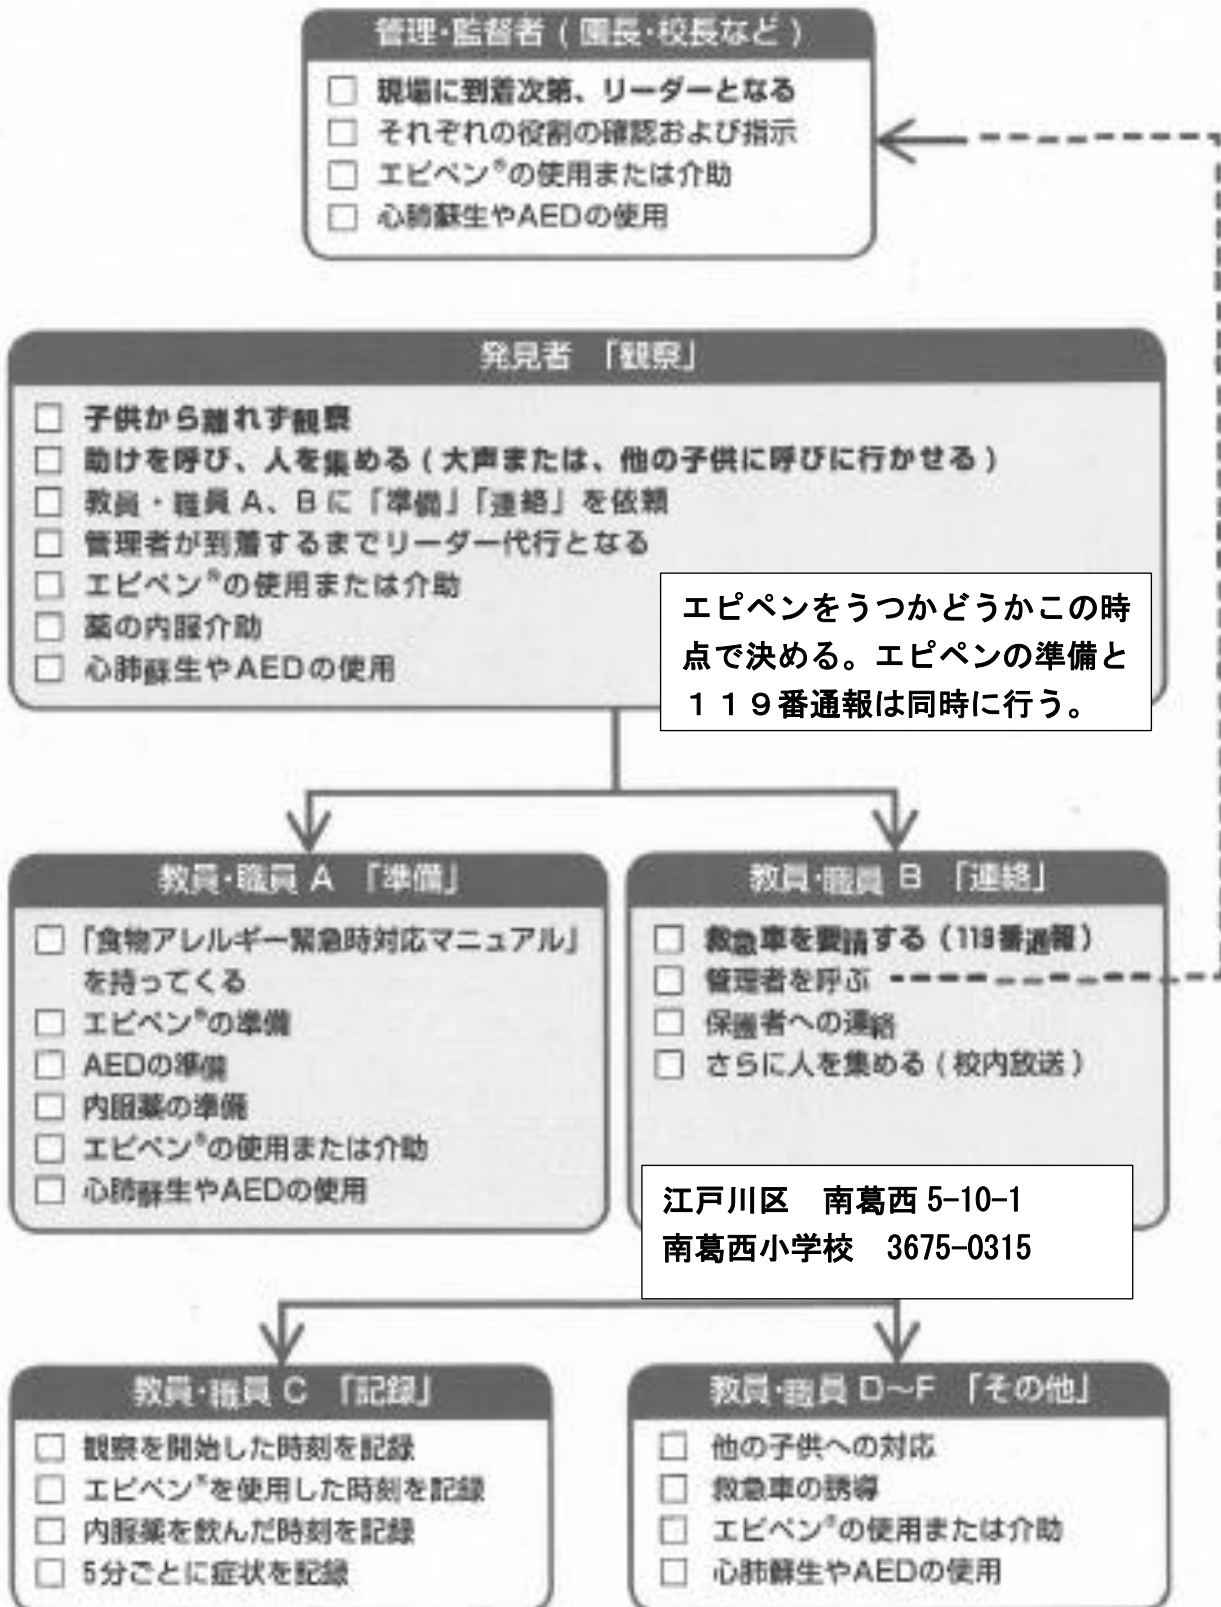 管理・監督者（園長・校長など）
□ 現場に到着次第、リーダーとなる
□ それぞれの役割の確認および指示
□ エピペン®の使用または介助
□ 心肺蘇生やAEDの使用
発見者 「観察」
□ 子供から離れず観察
□ 助けを呼び、人を集める（大声または、他の子供に呼びに行かせる）
□ 教員・職員 A、B に「準備」「連絡」を依頼
□ 管理者が到着するまでリーダー代行となる
□ エピペン®の使用または介助
□ 薬の内服介助
□ 心肺蘇生やAEDの使用
エピペンをうつかどうかこの時
点で決める。エピペンの準備と
１１９番通報は同時に行う。
教員・職員 A 「準備」
□ 「食物アレルギー緊急時対応マニュアル」
を持ってくる
□ エピペン®の準備
□ AEDの準備
□ 内服薬の準備
□ エピペン®の使用または介助
□ 心肺蘇生やAEDの使用
教員・職員 B 「連絡」
□ 救急車を要請する（119番通報）
□ 管理者を呼ぶ
□ 保護者への連絡
□ さらに人を集める（校内放送）
江戸川区　南葛西 5-10-1
南葛西小学校　3675-0315
教員・職員 C 「記録」
□ 観察を開始した時刻を記録
□ エピペン®を使用した時刻を記録
□ 内服薬を飲んだ時刻を記録
□ 5分ごとに症状を記録
教員・職員 D～F 「その他」
□ 他の子供への対応
□ 救急車の誘導
□ エピペン®の使用または介助
□ 心肺蘇生やAEDの使用